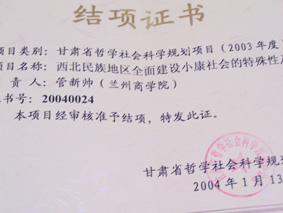 结项证书
项目类别：甘肃省哲学社会科学规划项目（2003年度
项目名称：西北民族地区全面建设小康社会的特殊性
责人：管新帅（兰州商学院）
书号：20040024
本项目经审核准予结项，特发此证。
甘肃省哲学社会科学规
2004年1月13